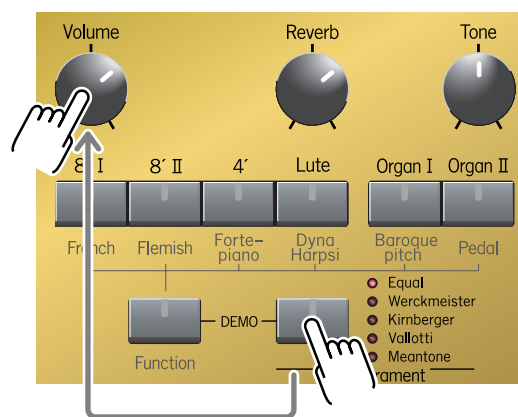 Volume Reverb Tone
8´ I 8´ II 4´ Lute Organ I Organ II
French Flemish Forte- Dyna Baroque Pedal
piano Harpsi pitch
Equal
Werckmeister
DEMO Kirnberger
Vallotti
Function Meantone